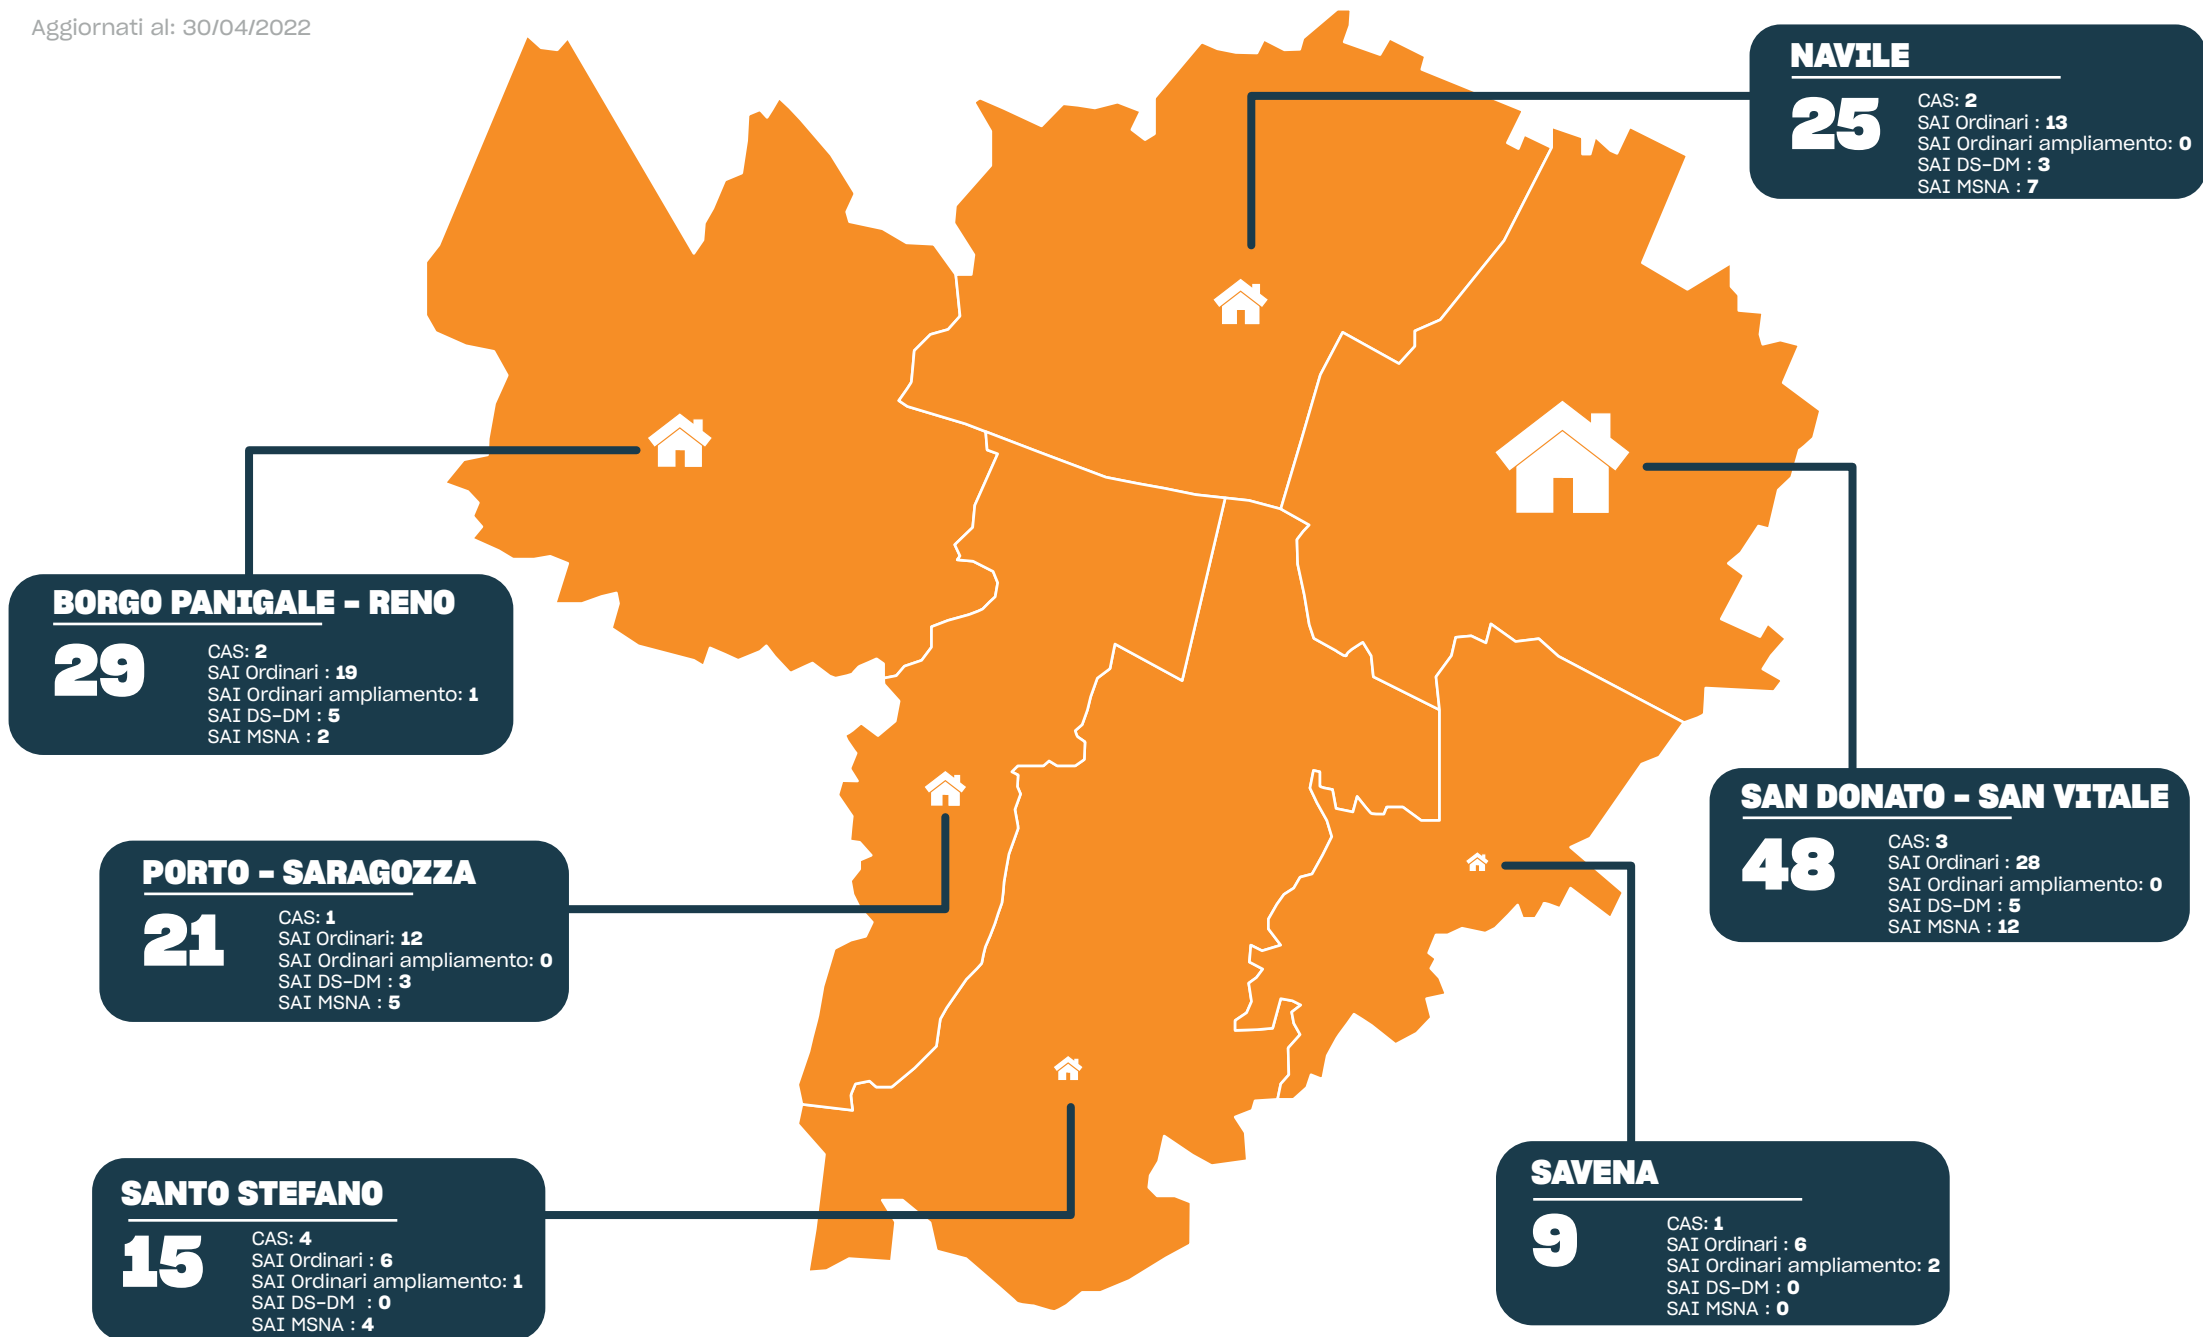 Aggiornati al: 30/04/2022
NAVILE
25
CAS: 2
SAI Ordinari : 13
SAI Ordinari ampliamento: 0
SAI DS-DM : 3
SAI MSNA : 7
BORGO PANIGALE - RENO
29
CAS: 2
SAI Ordinari : 19
SAI Ordinari ampliamento: 1
SAI DS-DM : 5
SAI MSNA : 2
SAN DONATO - SAN VITALE
48
CAS: 3
SAI Ordinari : 28
SAI Ordinari ampliamento: 0
SAI DS-DM : 5
SAI MSNA : 12
PORTO - SARAGOZZA
21
CAS: 1
SAI Ordinari: 12
SAI Ordinari ampliamento: 0
SAI DS-DM : 3
SAI MSNA : 5
SANTO STEFANO
15
CAS: 4
SAI Ordinari : 6
SAI Ordinari ampliamento: 1
SAI DS-DM : 0
SAI MSNA : 4
SAVENA
9
CAS: 1
SAI Ordinari : 6
SAI Ordinari ampliamento: 2
SAI DS-DM : 0
SAI MSNA : 0